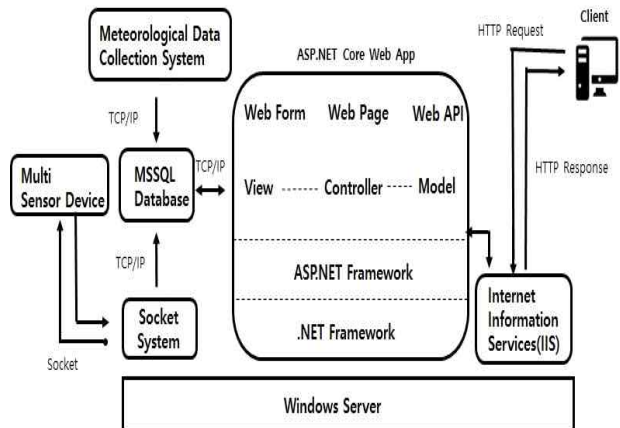 Meteorological Data
Collection System
ASP.NET Core Web App
HTTP Request
Client
Web Form Web Page Web API
TCP/IP
HTTP Response
Multi
Sensor Device
MSSQL
Database
TCP/IP
View Controller Model
TCP/IP
ASP.NET Framework
Socket
System
.NET Framework
Internet
Information
Services(IIS)
Socket
Windows Server